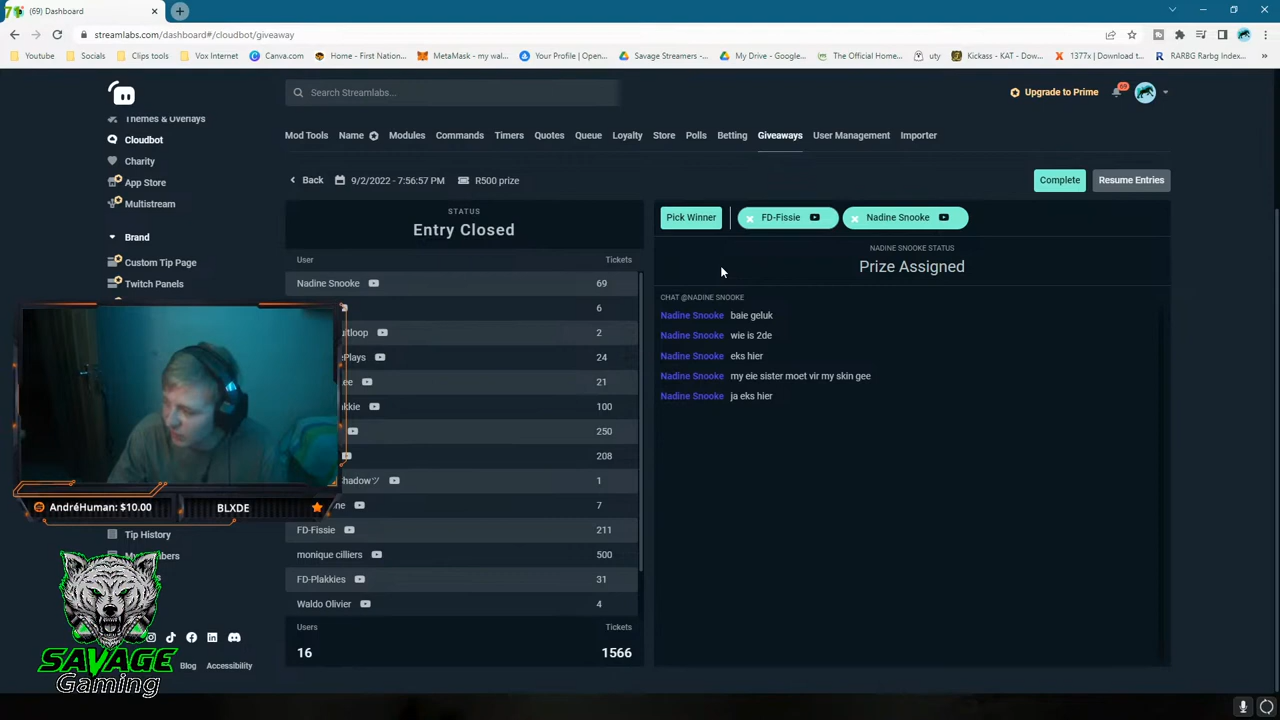 (69) Dashboard
streamlabs.com/dashboard#/cloudbot/giveaway
Youtube Socials Clips tools Vox Internet Canva.com Home - First Nation... MetaMask - my wal... Your Profile | Open... Savage Streamers -... My Drive - Google... The Official Home... uty Kickass - KAT - Dow... 1377x | Download t... RARBG Rarbg Index...
Search Streamlabs...
Upgrade to Prime
69
Themes & Overlays
Cloudbot
Charity
App Store
Multistream
Brand
Custom Tip Page
Twitch Panels
Mod Tools Name Modules Commands Timers Quotes Queue Loyalty Store Polls Betting Giveaways User Management Importer
Back 9/2/2022 - 7:56:57 PM R500 prize
Complete Resume Entries
STATUS
Entry Closed
User Tickets
Nadine Snooke 69
6
2
24
21
100
250
208
1
7
FD-Fissie 211
monique cilliers 500
FD-Plakkies 31
Waldo Olivier 4
Users Tickets
16 1566
Pick Winner FD-Fissie Nadine Snooke
NADINE SNOOKE STATUS
Prize Assigned
CHAT @NADINE SNOOKE
Nadine Snooke baie geluk
Nadine Snooke wie is 2de
Nadine Snooke eks hier
Nadine Snooke my eie sister moet vir my skin gee
Nadine Snooke ja eks hier
AndréHuman: $10.00 BLXDE
Tip History
Blog Accessibility
SAVAGE
Gaming